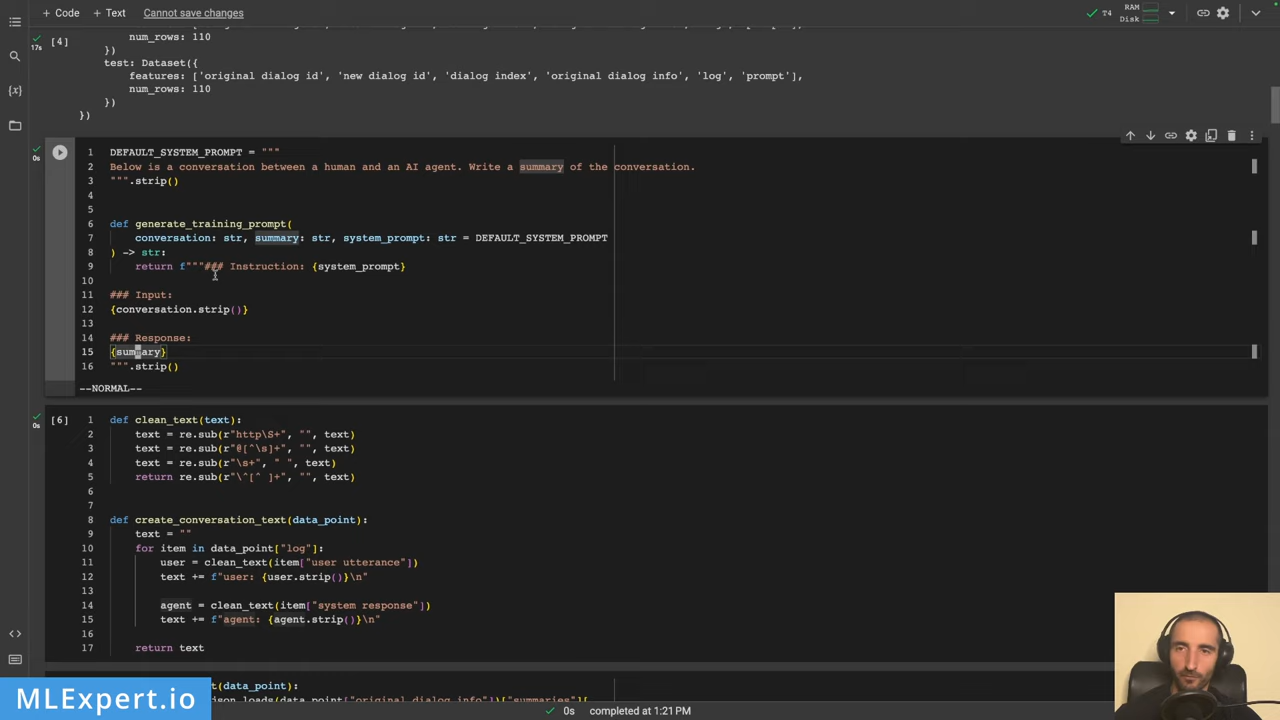 + Code + Text Cannot save changes
T4 RAM Disk
17s [4]
num_rows: 110
})
test: Dataset({
features: ['original dialog id', 'new dialog id', 'dialog index', 'original dialog info', 'log', 'prompt'],
num_rows: 110
})
})
0s
1 DEFAULT_SYSTEM_PROMPT = """
2 Below is a conversation between a human and an AI agent. Write a summary of the conversation.
3 """.strip()
4
5
6 def generate_training_prompt(
7 conversation: str, summary: str, system_prompt: str = DEFAULT_SYSTEM_PROMPT
8 ) -> str:
9 return f"""### Instruction: {system_prompt}
10
11 ### Input:
12 {conversation.strip()}
13
14 ### Response:
15 {summary}
16 """.strip()
--NORMAL--
0s [6]
1 def clean_text(text):
2 text = re.sub(r"http\S+", "", text)
3 text = re.sub(r"@[^\s]+", "", text)
4 text = re.sub(r"\s+", " ", text)
5 return re.sub(r"\^[^ ]+", "", text)
6
7
8 def create_conversation_text(data_point):
9 text = ""
10 for item in data_point["log"]:
11 user = clean_text(item["user utterance"])
12 text += f"user: {user.strip()}\n"
13
14 agent = clean_text(item["system response"])
15 text += f"agent: {agent.strip()}\n"
16
17 return text
(data_point):
MLExpert.io
0s completed at 1:21 PM